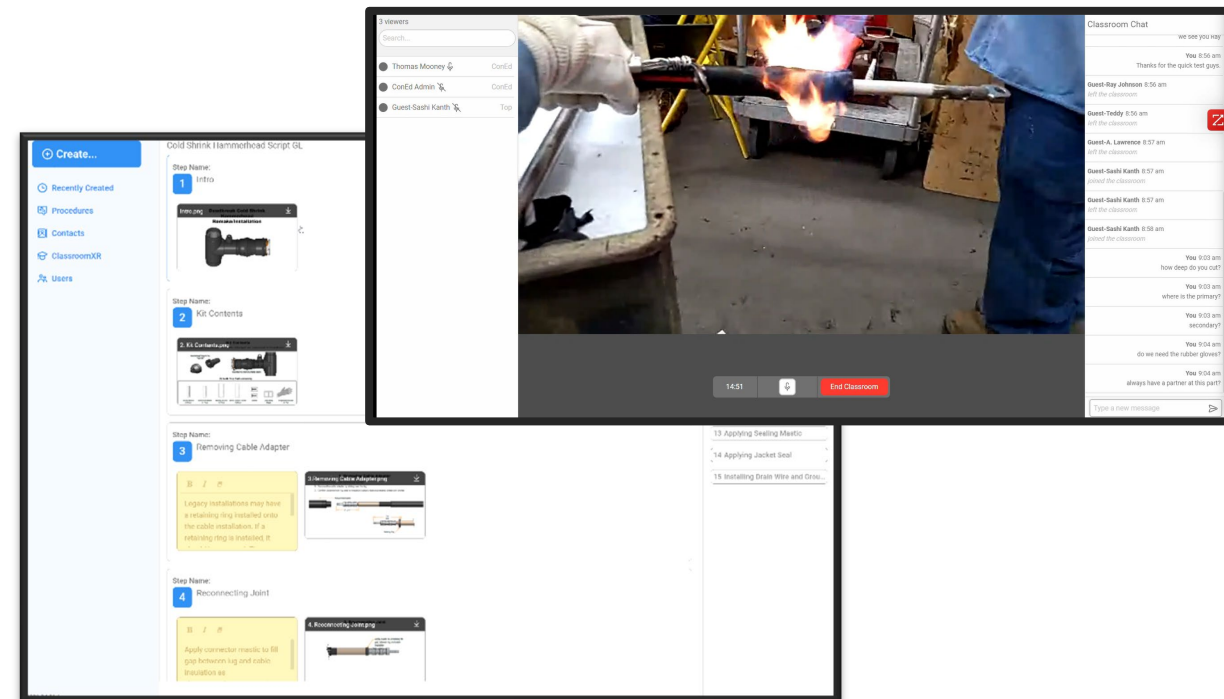 3 viewers
Search...
Thomas Mooney ConEd
ConEd Admin ConEd
Guest-Sashi Kanth Top
14:51
End Classroom
Classroom Chat
we see you Ray
You 8:56 am
Thanks for the quick test guys.
Guest-Ray Johnson 8:56 am
left the classroom
Guest-Teddy 8:56 am
left the classroom
Guest-A. Lawrence 8:57 am
left the classroom
Guest-Sashi Kanth 8:57 am
joined the classroom
Guest-Sashi Kanth 8:57 am
left the classroom
Guest-Sashi Kanth 8:58 am
joined the classroom
You 9:03 am
how deep do you cut?
You 9:03 am
where is the primary?
You 9:03 am
secondary?
You 9:04 am
do we need the rubber gloves?
You 9:04 am
always have a partner at this part?
Type a new message
Create...
Recently Created
Procedures
Contacts
ClassroomXR
Users
Cold Shrink Hammerhead Script GL
Step Name:
1 Intro
Intro.png
Step Name:
2 Kit Contents
2. Kit Contents.png
Step Name:
3 Removing Cable Adapter
B I
Legacy installations may have
a retaining ring installed onto
the cable installation. If a
retaining ring is installed, it
3.Removing Cable Adapter.png
Step Name:
4 Reconnecting Joint
B I
Apply connector mastic to fill
gap between lug and cabin
insulation as
4. Reconnecting Joint.png
13 Applying Sealing Mastic
14 Applying Jacket Seal
15 Installing Drain Wire and Grou...